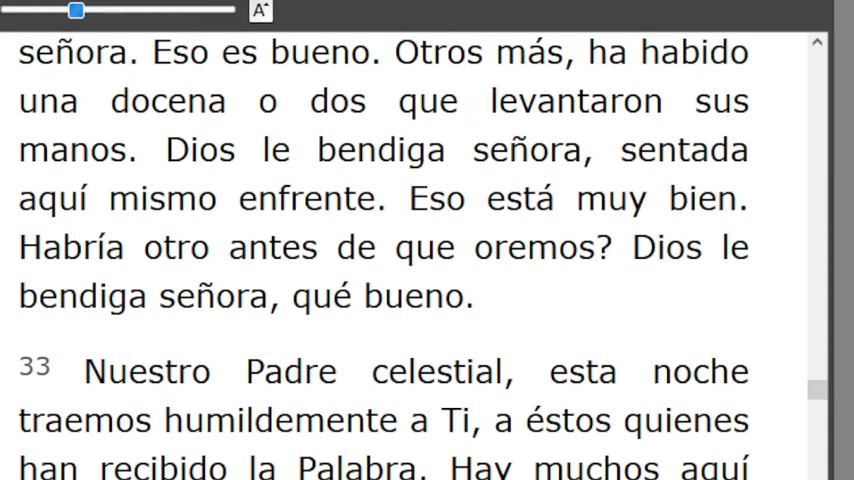 A
señora. Eso es bueno. Otros más, ha habido
una docena o dos que levantaron sus
manos. Dios le bendiga señora, sentada
aquí mismo enfrente. Eso está muy bien.
Habría otro antes de que oremos? Dios le
bendiga señora, qué bueno.
33 Nuestro Padre celestial, esta noche
traemos humildemente a Ti, a éstos quienes
han recibido la Palabra. Hay muchos aquí